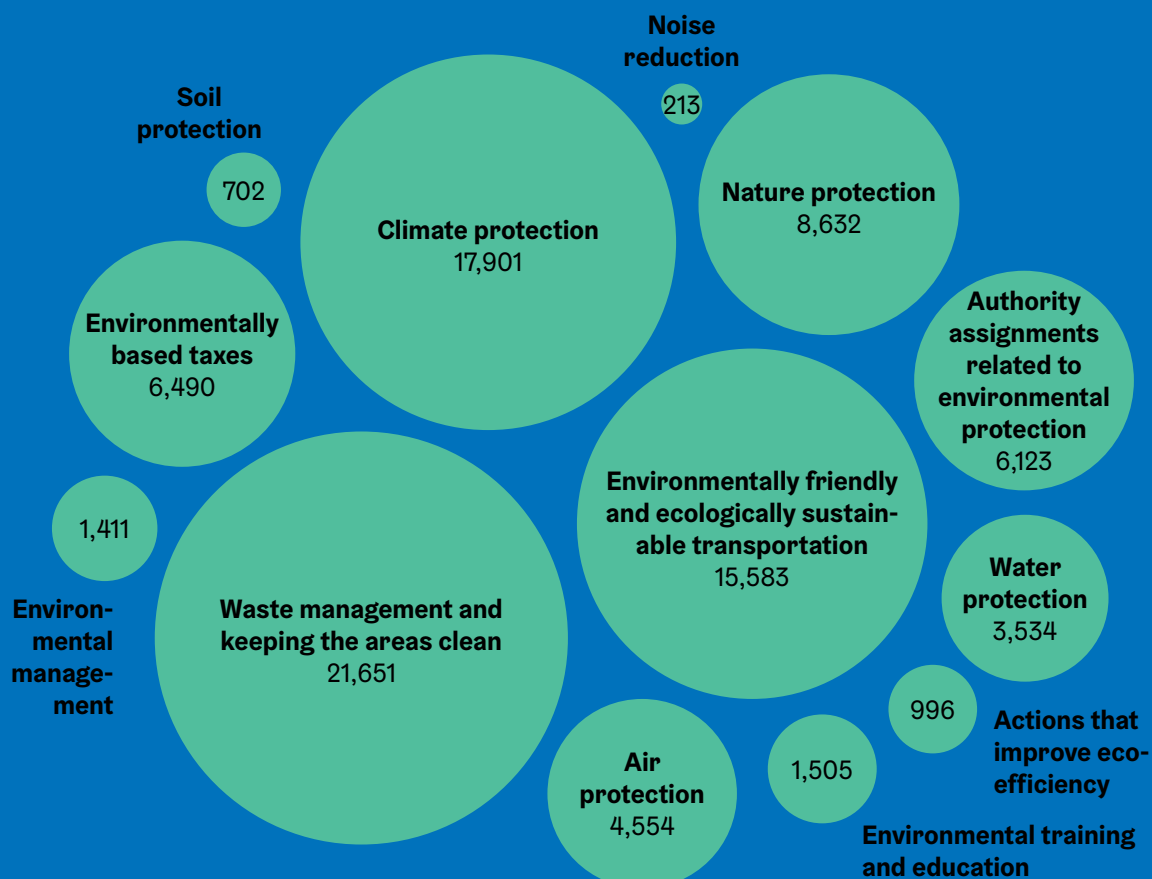 Noise
reduction
213
Soil
protection
702
Climate protection
17,901
Nature protection
8,632
Environmentally
based taxes
6,490
Authority
assignments
related to
environmental
protection
6,123
Environmentally friendly
and ecologically sustain-
able transportation
15,583
1,411
Environ-
mental
manage-
ment
Waste management and
keeping the areas clean
21,651
Water
protection
3,534
996
Actions that
improve eco-
efficiency
Air
protection
4,554
1,505
Environmental training
and education